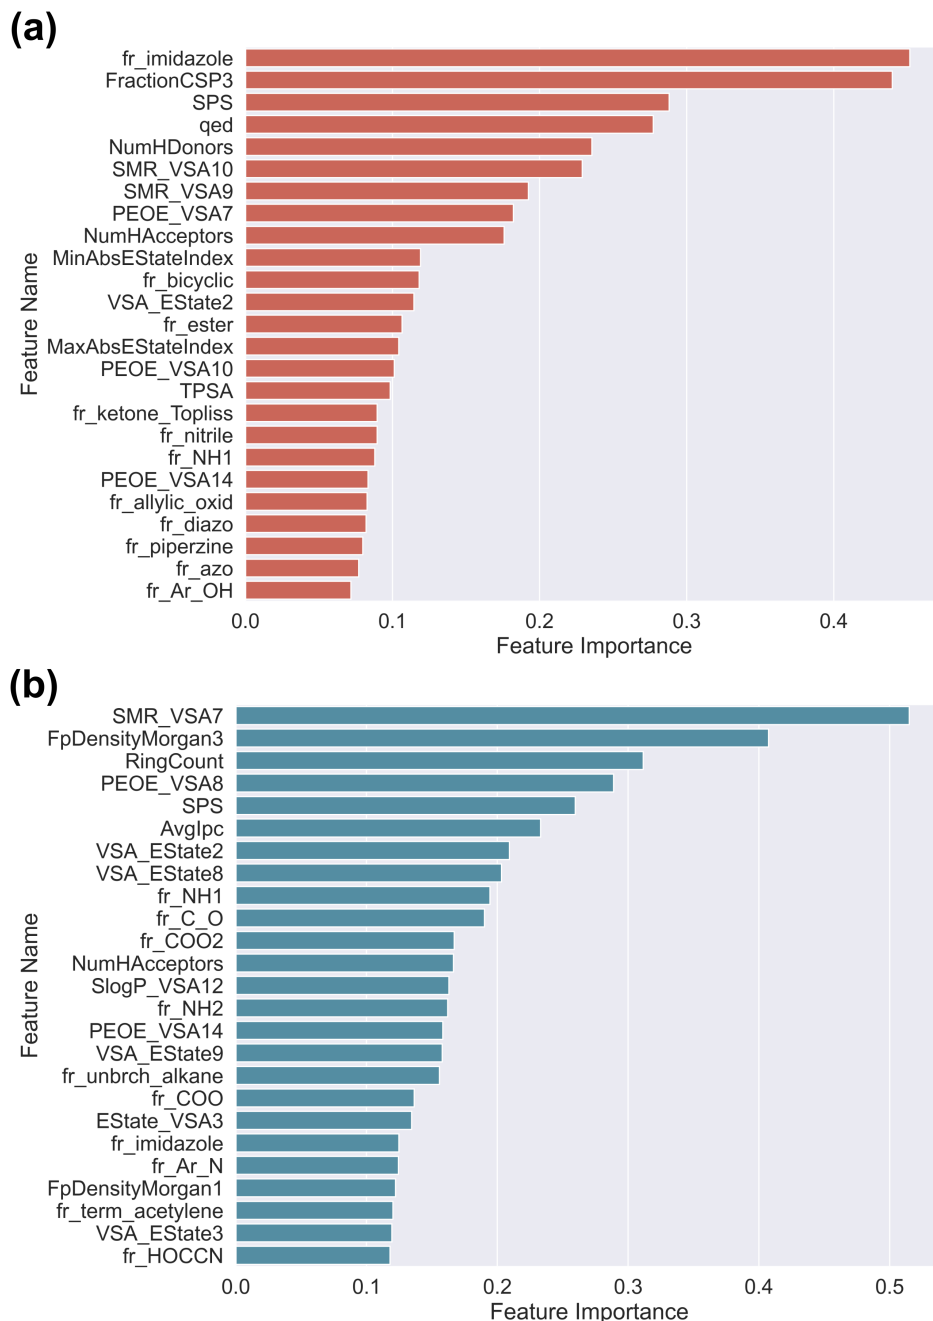 (a)
fr_imidazole
FractionCSP3
SPS
qed
NumHDonors
SMR_VSA10
SMR_VSA9
PEOE_VSA7
NumHAcceptors
MinAbsEStateIndex
fr_bicyclic
VSA_EState2
fr_ester
MaxAbsEStateIndex
PEOE_VSA10
TPSA
fr_ketone_Topliss
fr_nitrile
fr_NH1
PEOE_VSA14
fr_allylic_oxid
fr_diazo
fr_piperzine
fr_azo
fr_Ar_OH
Feature Name
0.0 0.1 0.2 0.3 0.4
Feature Importance
(b)
SMR_VSA7
FpDensityMorgan3
RingCount
PEOE_VSA8
SPS
AvgIpc
VSA_EState2
VSA_EState8
fr_NH1
fr_C_O
fr_COO2
NumHAcceptors
SlogP_VSA12
fr_NH2
PEOE_VSA14
VSA_EState9
fr_unbrch_alkane
fr_COO
EState_VSA3
fr_imidazole
fr_Ar_N
FpDensityMorgan1
fr_term_acetylene
VSA_EState3
fr_HOCCN
Feature Name
0.0 0.1 0.2 0.3 0.4 0.5
Feature Importance